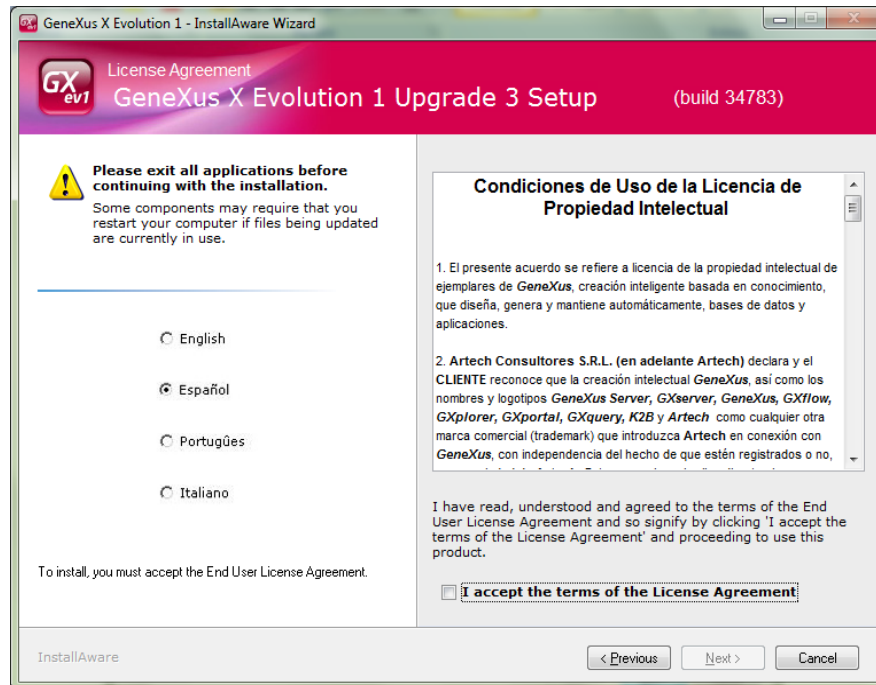 GeneXus X Evolution 1 - InstallAware Wizard
GX
ev1
License Agreement
GeneXus X Evolution 1 Upgrade 3 Setup
(build 34783)
Please exit all applications before
continuing with the installation.
Some components may require that you
restart your computer if files being updated
are currently in use.
English
Español
Portugûes
Italiano
To install, you must accept the End User License Agreement.
Condiciones de Uso de la Licencia de
Propiedad Intelectual
1. El presente acuerdo se refiere a licencia de la propiedad intelectual de
ejemplares de GeneXus, creación inteligente basada en conocimiento,
que diseña, genera y mantiene automáticamente, bases de datos y
aplicaciones.
2. Artech Consultores S.R.L. (en adelante Artech) declara y el
CLIENTE reconoce que la creación intelectual GeneXus, así como los
nombres y logotipos GeneXus Server, GXserver, GeneXus, GXflow,
GXplorer, GXportal, GXquery, K2B y Artech como cualquier otra
marca comercial (trademark) que introduzca Artech en conexión con
GeneXus, con independencia del hecho de que estén registrados o no,
I have read, understood and agreed to the terms of the End
User License Agreement and so signify by clicking 'I accept the
terms of the License Agreement' and proceeding to use this
product.
I accept the terms of the License Agreement
InstallAware
< Previous
Next >
Cancel